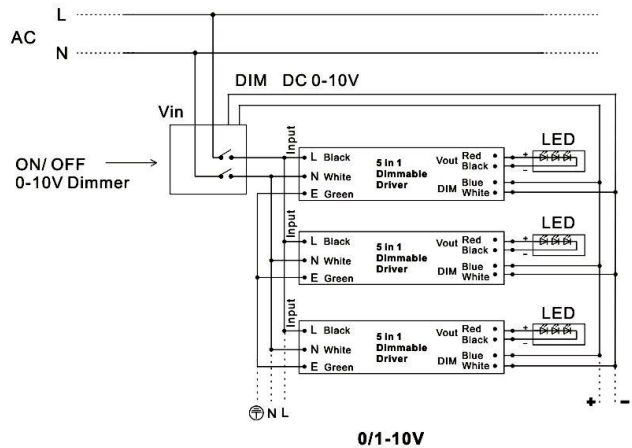 L
AC
N
DIM DC 0-10V
Vin
ON/ OFF
0-10V Dimmer
Input
L Black
N White
E Green
5 in 1
Dimmable
Driver
Vout Red
Black
DIM Blue
White
LED
+
−
Input
L Black
N White
E Green
5 in 1
Dimmable
Driver
Vout Red
Black
DIM Blue
White
LED
+
−
Input
L Black
N White
E Green
5 in 1
Dimmable
Driver
Vout Red
Black
DIM Blue
White
LED
+
−
N L
+ −
0/1-10V